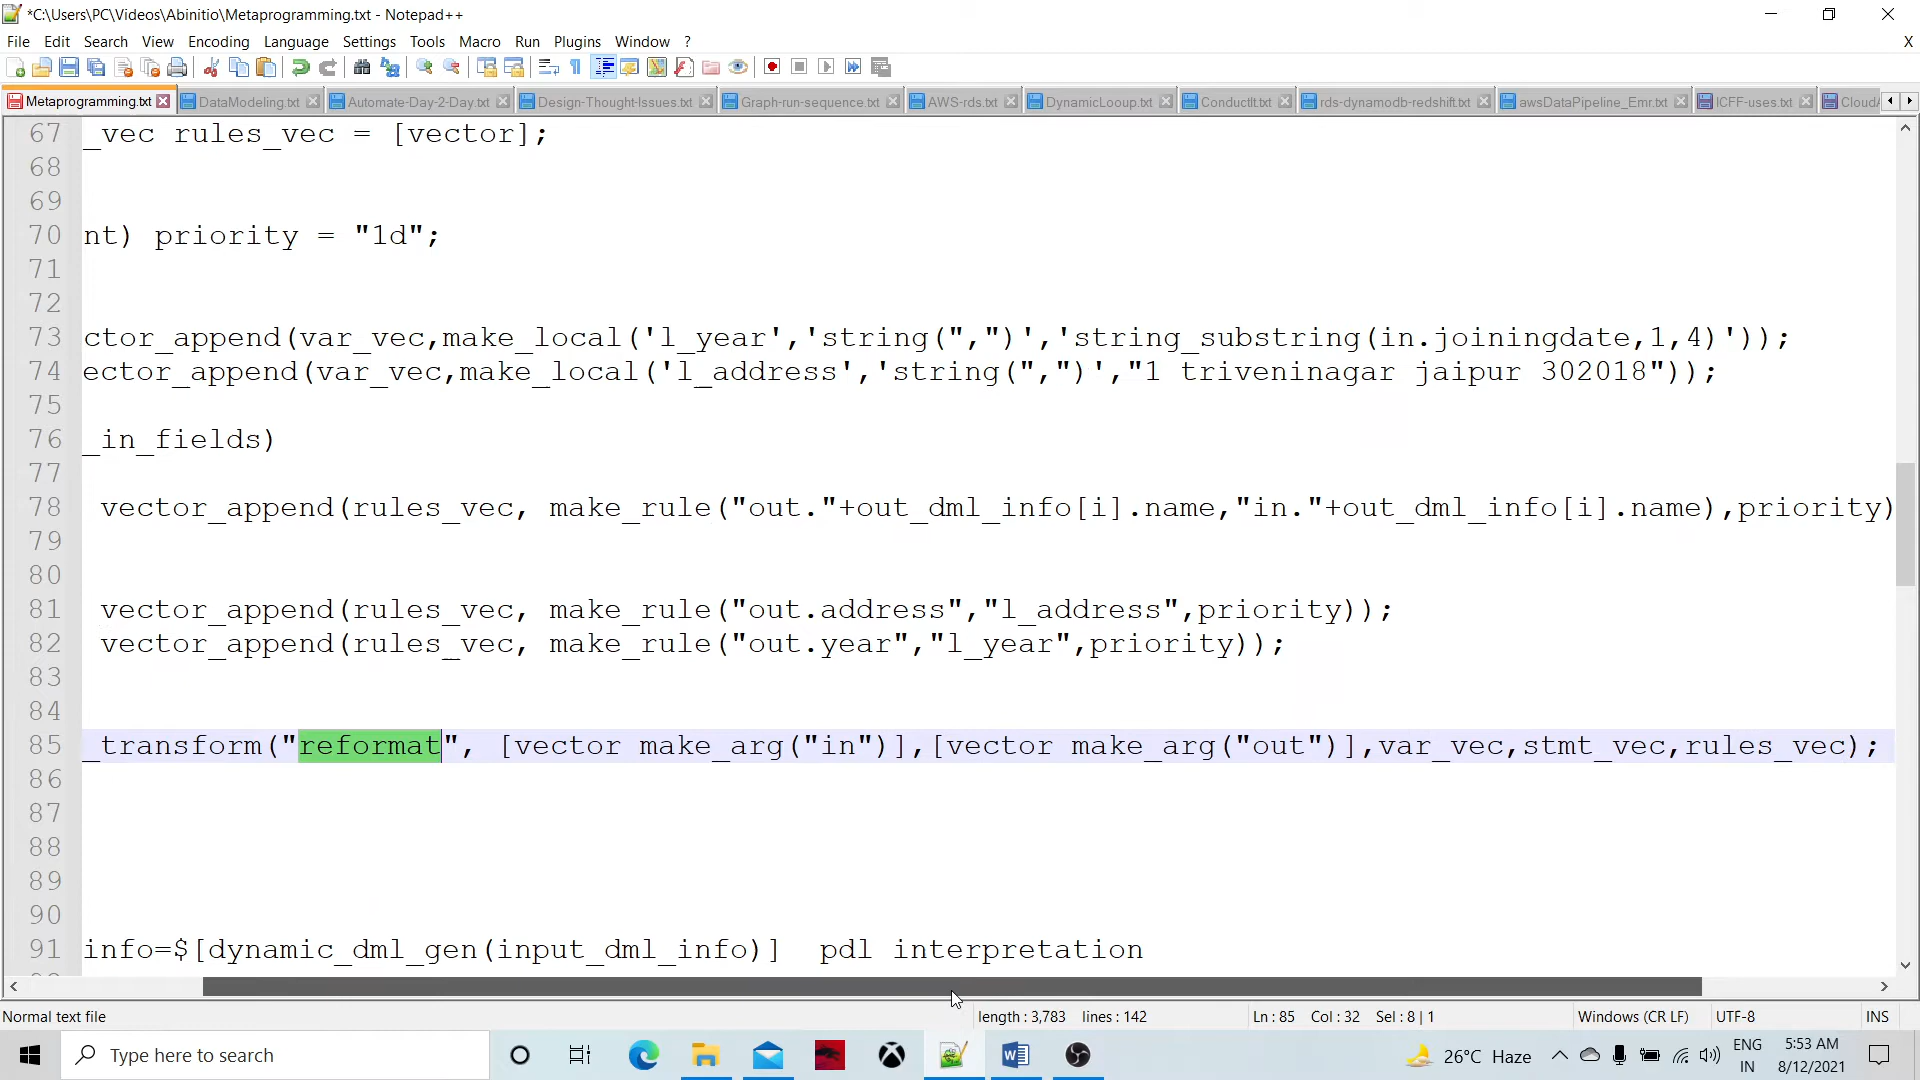 *C:\Users\PC\Videos\Abinitio\Metaprogramming.txt - Notepad++
File Edit Search View Encoding Language Settings Tools Macro Run Plugins Window ? X
Metaprogramming.txt DataModeling.txt Automate-Day-2-Day.txt Design-Thought-Issues.txt Graph-run-sequence.txt AWS-rds.txt DynamicLooup.txt ConductIt.txt rds-dynamodb-redshift.txt awsDataPipeline_Emr.txt ICFF-uses.txt
67 _vec rules_vec = [vector];
68
69
70 nt) priority = "1d";
71
72
73 ctor_append(var_vec,make_local('l_year','string(",")','string_substring(in.joiningdate,1,4)'));
74 ector_append(var_vec,make_local('l_address','string(",")',"1 triveninagar jaipur 302018"));
75
76 _in_fields)
77
78 vector_append(rules_vec, make_rule("out."+out_dml_info[i].name,"in."+out_dml_info[i].name),priority)
79
80
81 vector_append(rules_vec, make_rule("out.address","l_address",priority));
82 vector_append(rules_vec, make_rule("out.year","l_year",priority));
83
84
85 _transform("reformat", [vector make_arg("in")],[vector make_arg("out")],var_vec,stmt_vec,rules_vec);
86
87
88
89
90
91 info=$[dynamic_dml_gen(input_dml_info)] pdl interpretation
Normal text file length : 3,783 lines : 142 Ln : 85 Col : 32 Sel : 8 | 1 Windows (CR LF) UTF-8 INS
Type here to search 26°C Haze ENG IN 5:53 AM 8/12/2021